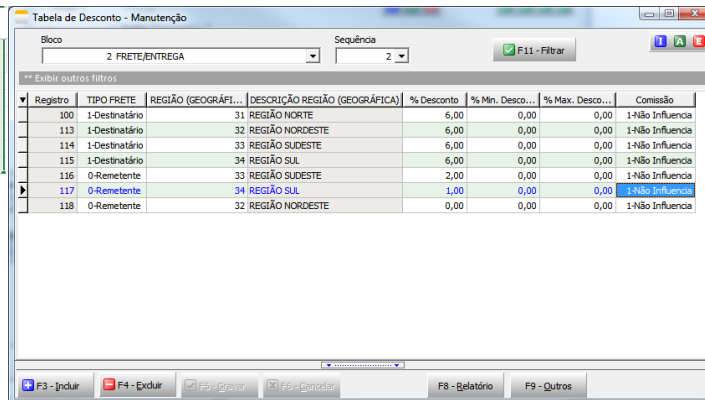 Tabela de Desconto - Manutenção
Bloco Sequência
2 FRETE/ENTREGA 2 F11 - Filtrar I A E
** Exibir outros filtros
Registro TIPO FRETE REGIÃO (GEOGRÁFI... DESCRIÇÃO REGIÃO (GEOGRÁFICA) % Desconto % Min. Desco... % Max. Desco... Comissão
100 1-Destinatário 31 REGIÃO NORTE 6,00 0,00 0,00 1-Não Influencia
113 1-Destinatário 32 REGIÃO NORDESTE 6,00 0,00 0,00 1-Não Influencia
114 1-Destinatário 33 REGIÃO SUDESTE 6,00 0,00 0,00 1-Não Influencia
115 1-Destinatário 34 REGIÃO SUL 6,00 0,00 0,00 1-Não Influencia
116 0-Remetente 33 REGIÃO SUDESTE 2,00 0,00 0,00 1-Não Influencia
117 0-Remetente 34 REGIÃO SUL 1,00 0,00 0,00 1-Não Influencia
118 0-Remetente 32 REGIÃO NORDESTE 0,00 0,00 0,00 1-Não Influencia
F3 - Incluir F4 - Excluir F5 - Gravar F6 - Cancelar F8 - Relatório F9 - Outros